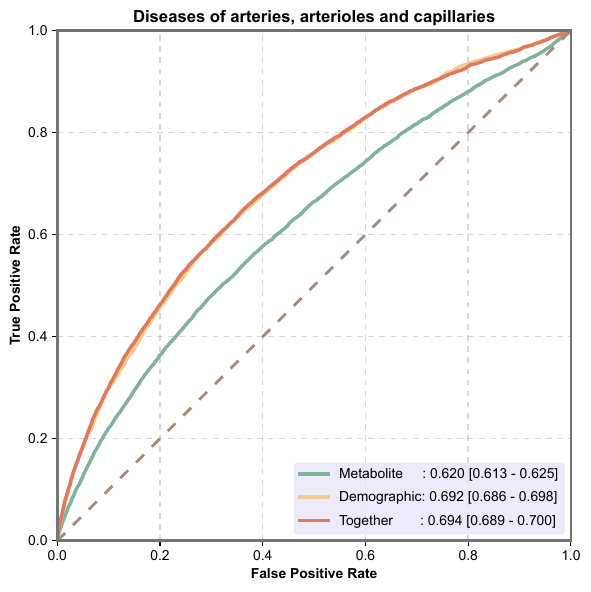 Diseases of arteries, arterioles and capillaries
1.0
0.8
0.6
0.4
0.2
0.0
True Positive Rate
Metabolite : 0.620 [0.613 - 0.625]
Demographic: 0.692 [0.686 - 0.698]
Together : 0.694 [0.689 - 0.700]
0.0 0.2 0.4 0.6 0.8 1.0
False Positive Rate